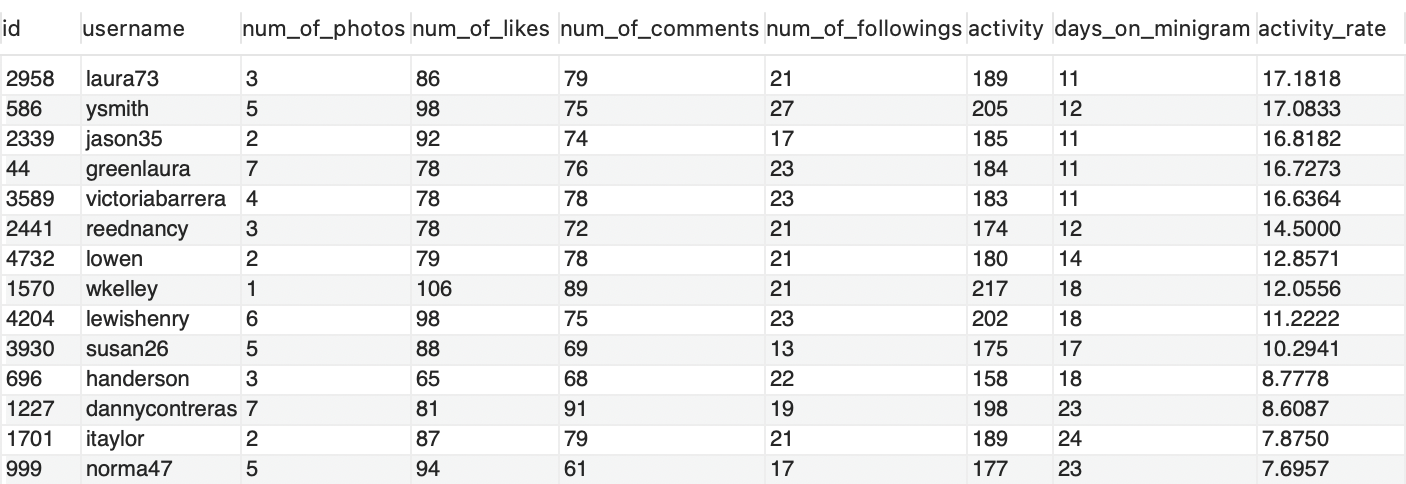 id username num_of_photos num_of_likes num_of_comments num_of_followings activity days_on_minigram activity_rate
2958 laura73 3 86 79 21 189 11 17.1818
586 ysmith 5 98 75 27 205 12 17.0833
2339 jason35 2 92 74 17 185 11 16.8182
44 greenlaura 7 78 76 23 184 11 16.7273
3589 victoriabarrera 4 78 78 23 183 11 16.6364
2441 reednancy 3 78 72 21 174 12 14.5000
4732 lowen 2 79 78 21 180 14 12.8571
1570 wkelley 1 106 89 21 217 18 12.0556
4204 lewishenry 6 98 75 23 202 18 11.2222
3930 susan26 5 88 69 13 175 17 10.2941
696 handerson 3 65 68 22 158 18 8.7778
1227 dannycontreras 7 81 91 19 198 23 8.6087
1701 itaylor 2 87 79 21 189 24 7.8750
999 norma47 5 94 61 17 177 23 7.6957